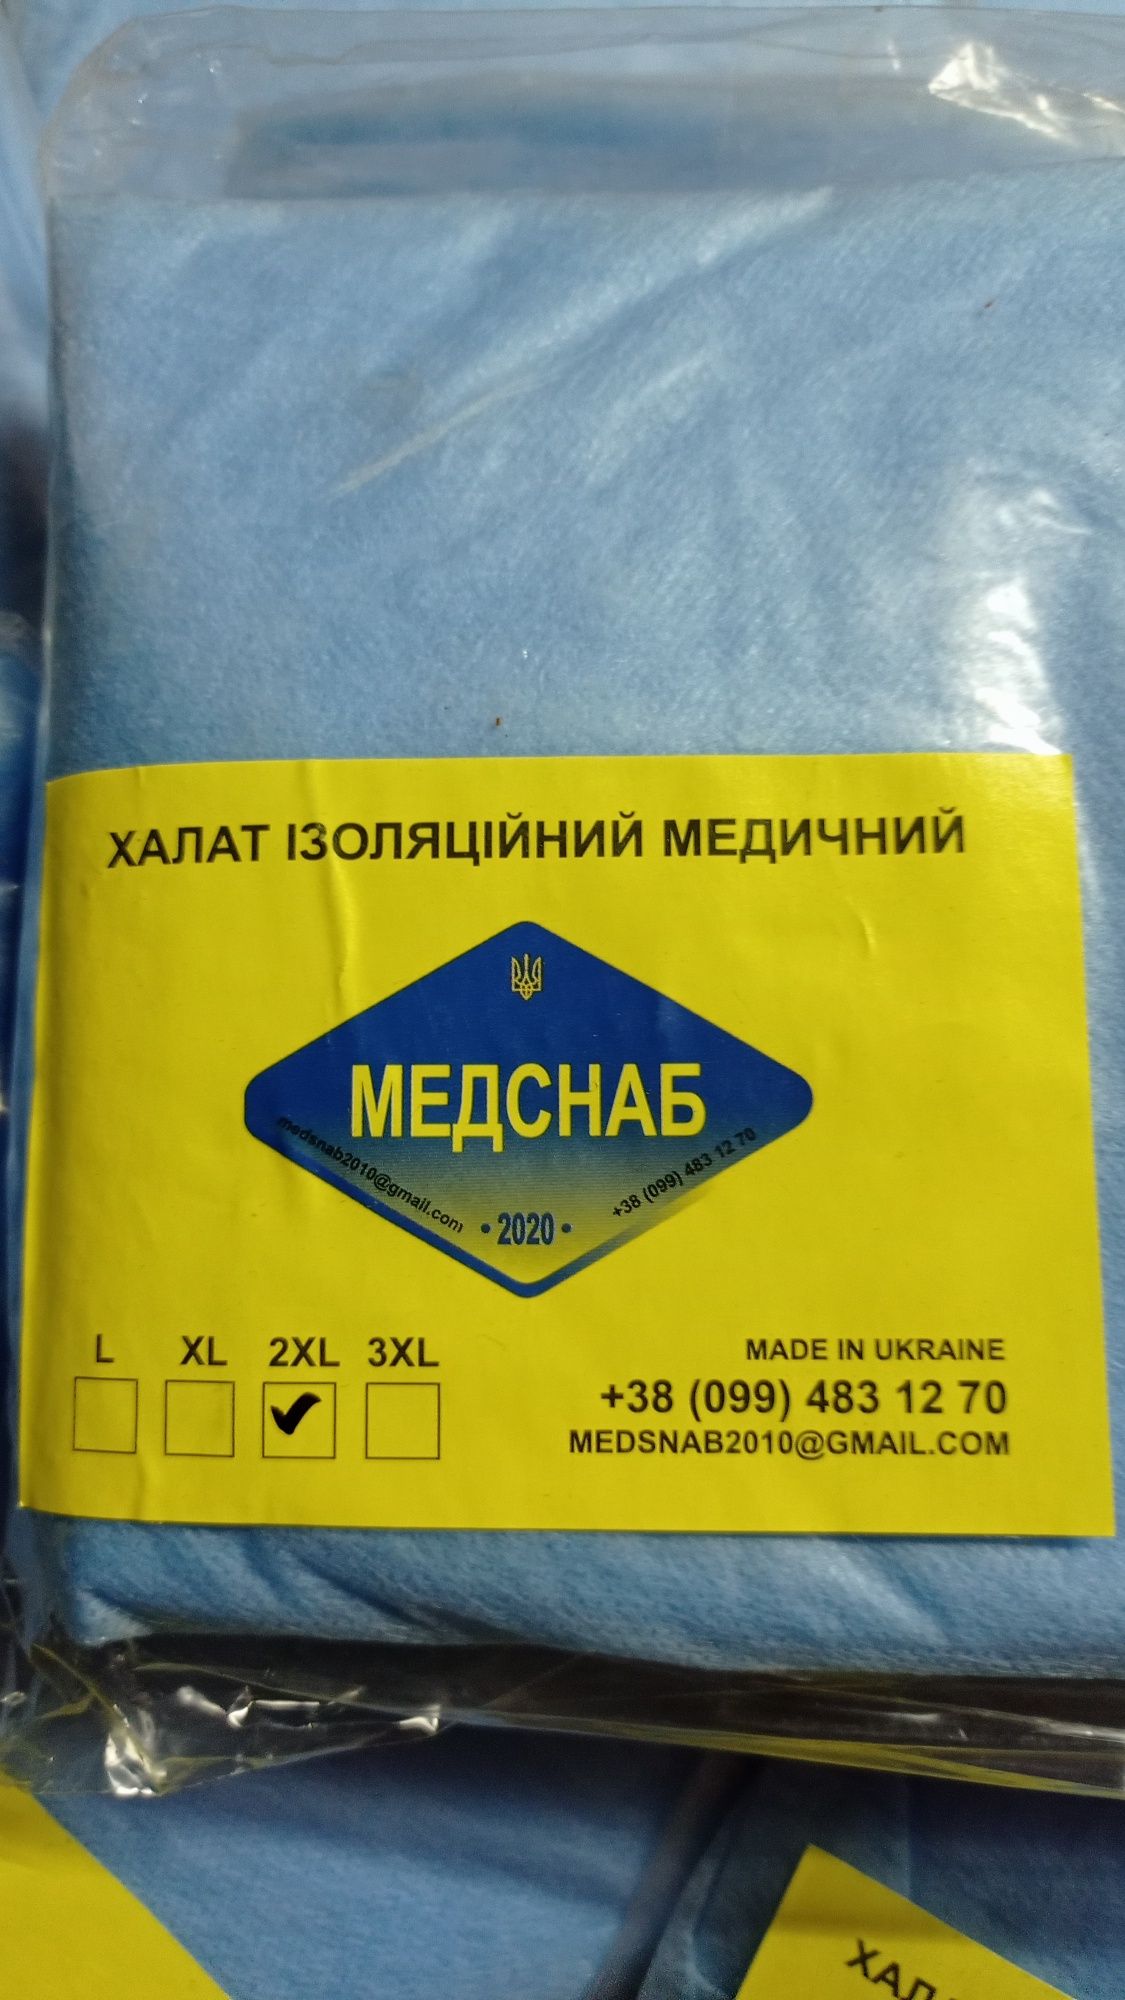 ХАЛАТ ІЗОЛЯЦІЙНИЙ МЕДИЧНИЙ
МЕДСНАБ
medsnab2010@gmail.com
+38 (099) 483 12 70
• 2020 •
L XL 2XL 3XL
✔
MADE IN UKRAINE
+38 (099) 483 12 70
MEDSNAB2010@GMAIL.COM